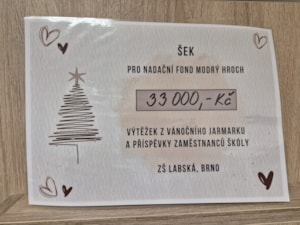 ŠEK
PRO NADAČNÍ FOND MODRÝ HROCH
33 000,- Kč
VÝTĚŽEK Z VÁNOČNÍHO JARMARKU
A PŘÍSPĚVKY ZAMĚSTNANCŮ ŠKOLY
ZŠ LABSKÁ, BRNO